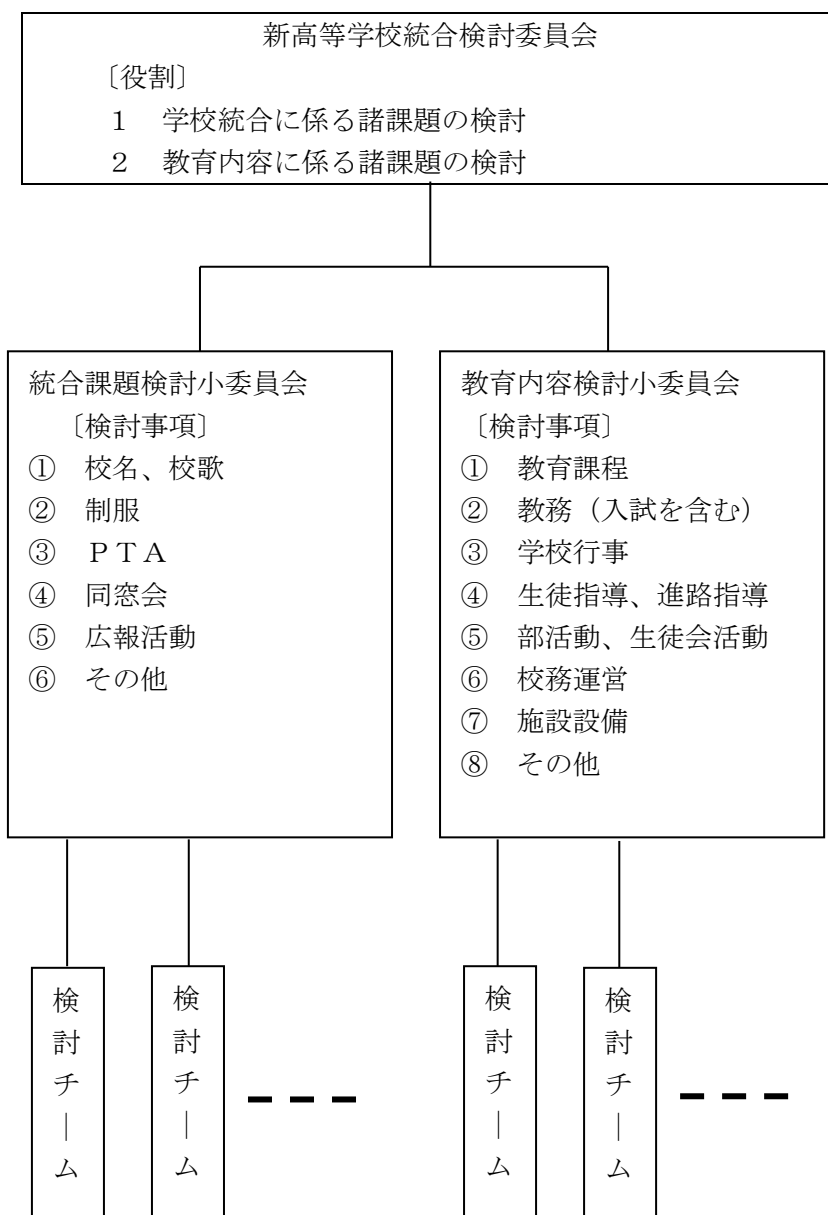 新高等学校統合検討委員会
〔役割〕
１　学校統合に係る諸課題の検討
２　教育内容に係る諸課題の検討
統合課題検討小委員会
〔検討事項〕
①　校名、校歌
②　制服
③　ＰＴＡ
④　同窓会
⑤　広報活動
⑥　その他
教育内容検討小委員会
〔検討事項〕
①　教育課程
②　教務（入試を含む）
③　学校行事
④　生徒指導、進路指導
⑤　部活動、生徒会活動
⑥　校務運営
⑦　施設設備
⑧　その他
検討チーム
検討チーム
検討チーム
検討チーム